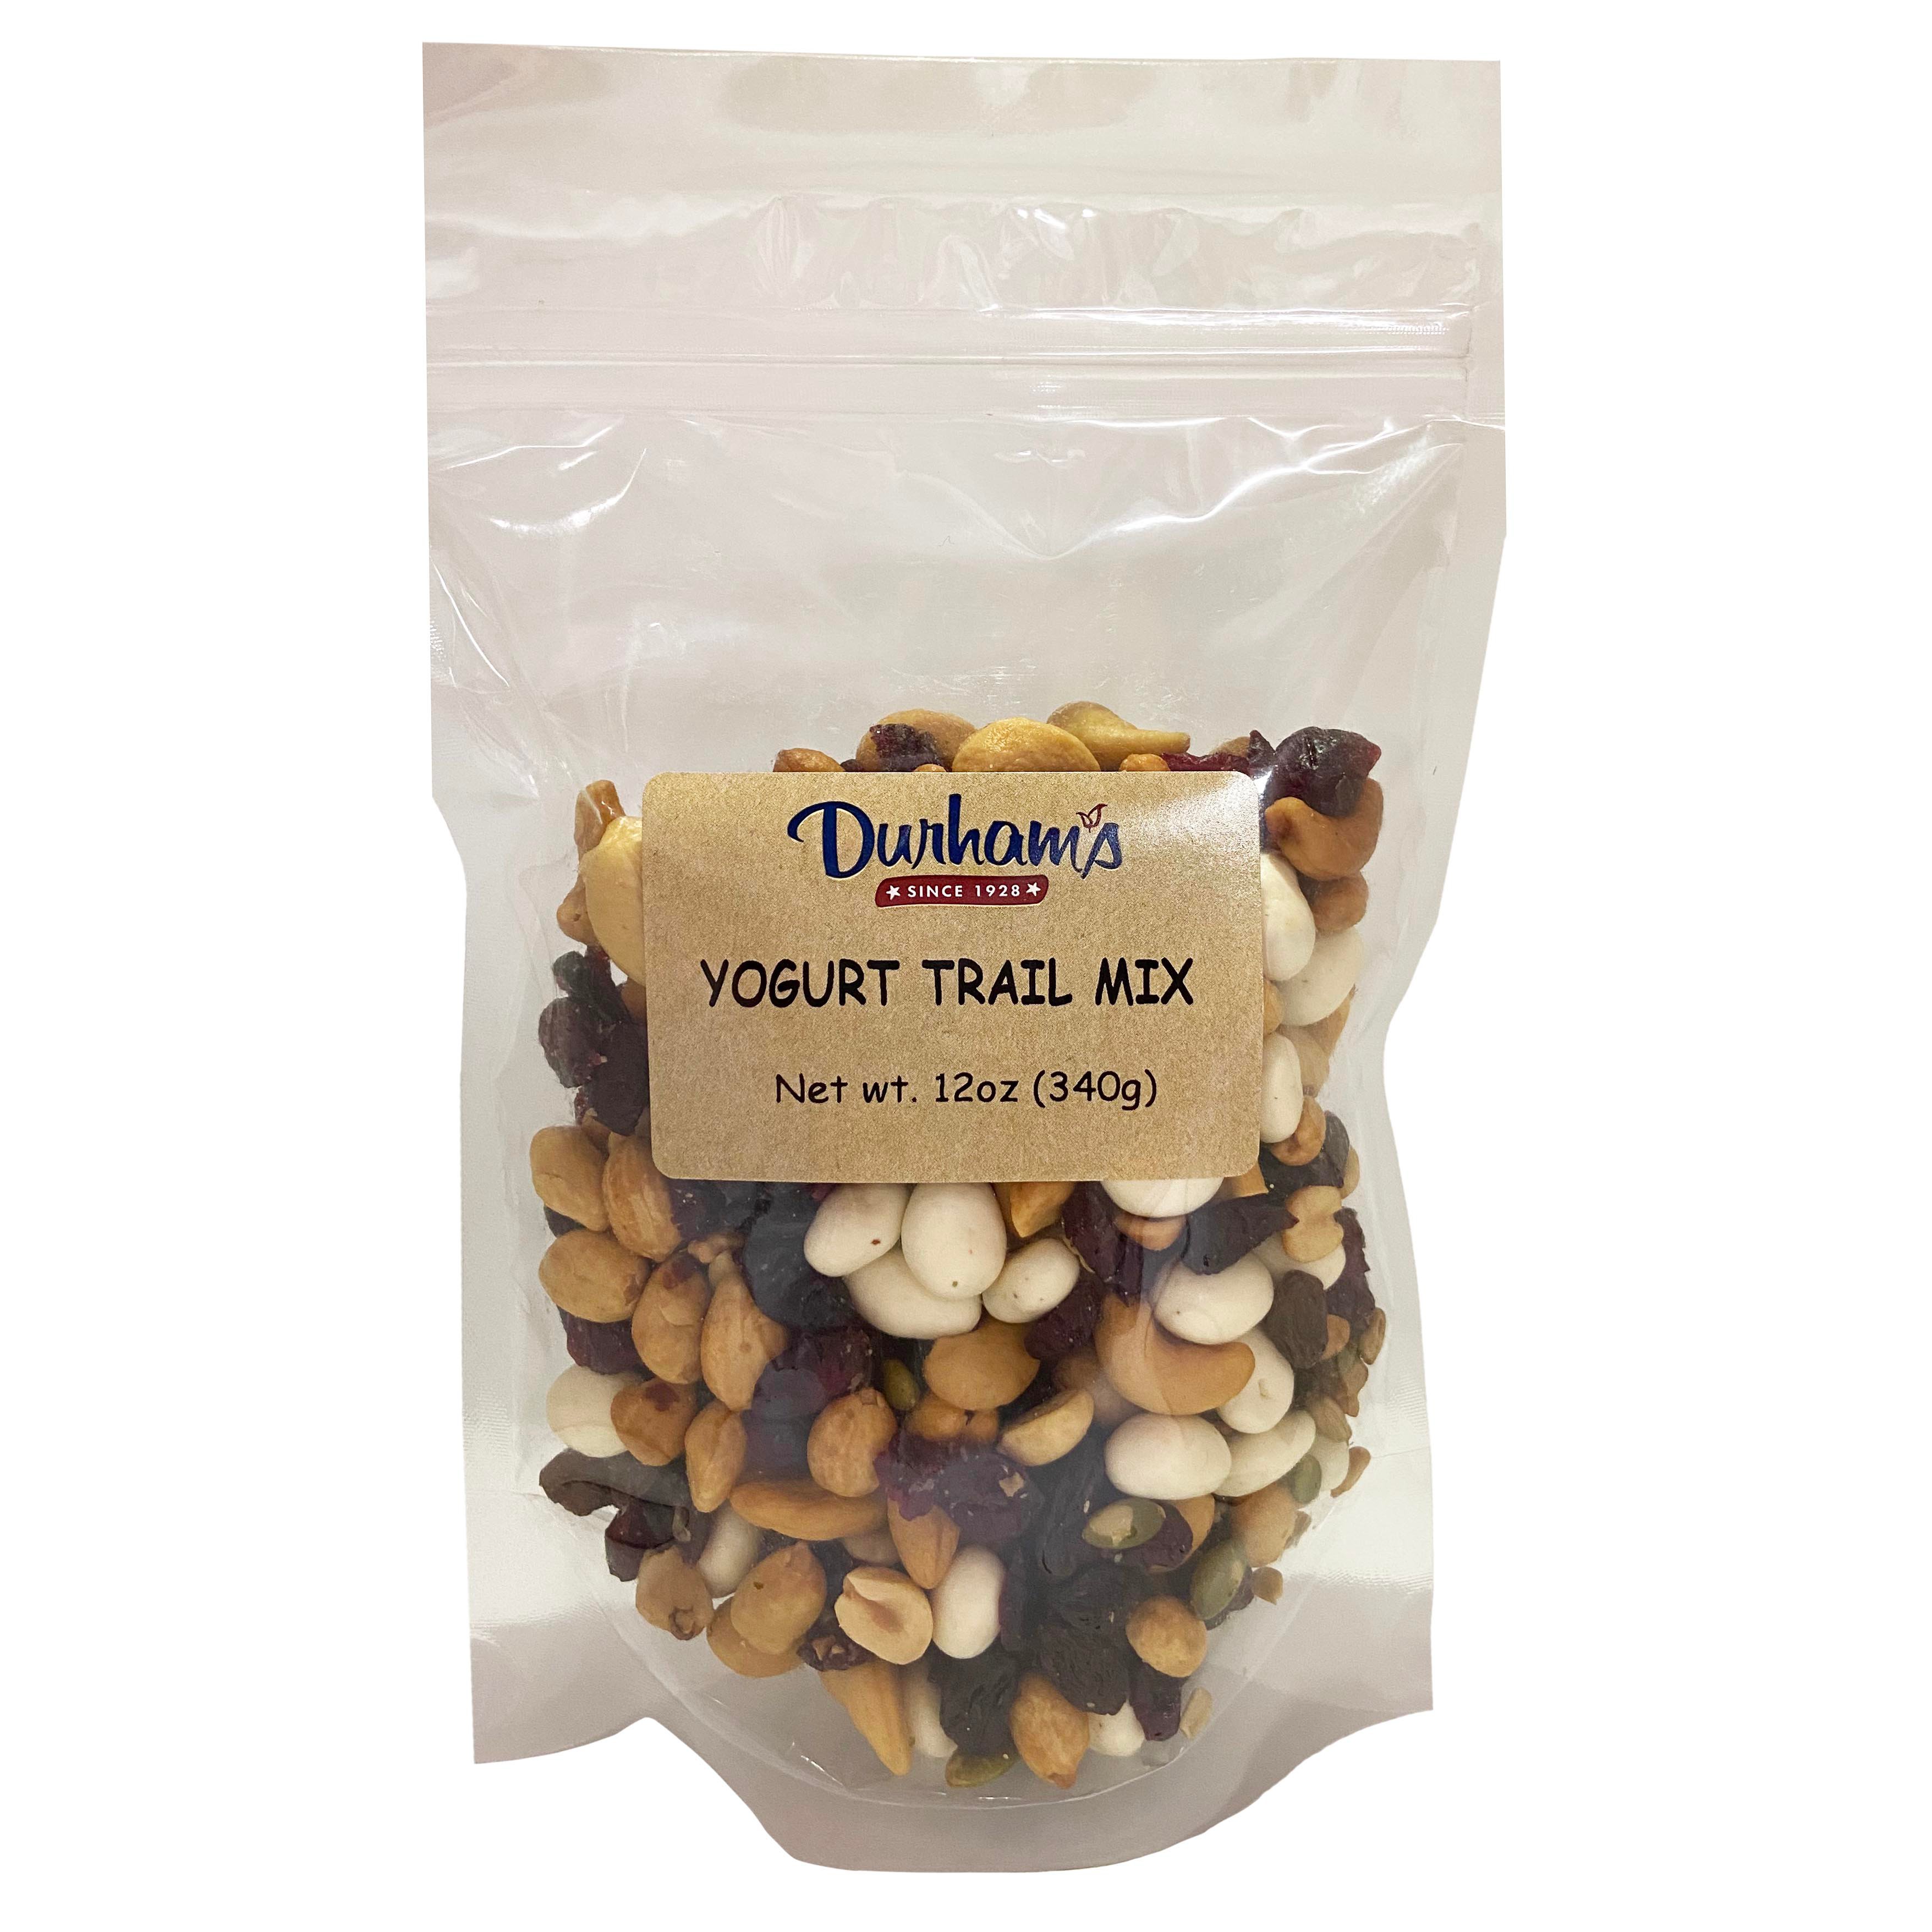 Durham's
SINCE 1928
YOGURT TRAIL MIX
Net wt. 12oz (340g)